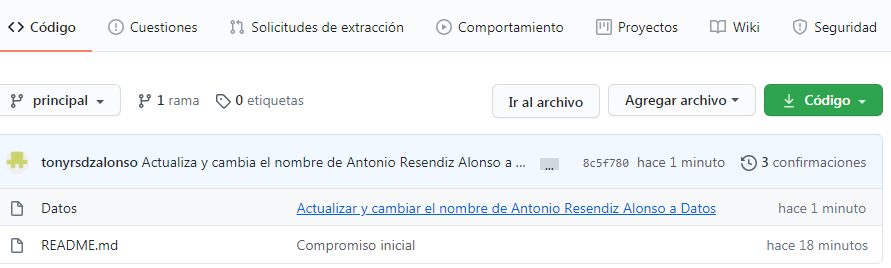 Código Cuestiones Solicitudes de extracción Comportamiento Proyectos Wiki Seguridad
principal 1 rama 0 etiquetas Ir al archivo Agregar archivo Código
tonyrsdzalonso Actualiza y cambia el nombre de Antonio Resendiz Alonso a ... ... 8c5f780 hace 1 minuto 3 confirmaciones
Datos Actualizar y cambiar el nombre de Antonio Resendiz Alonso a Datos hace 1 minuto
README.md Compromiso inicial hace 18 minutos